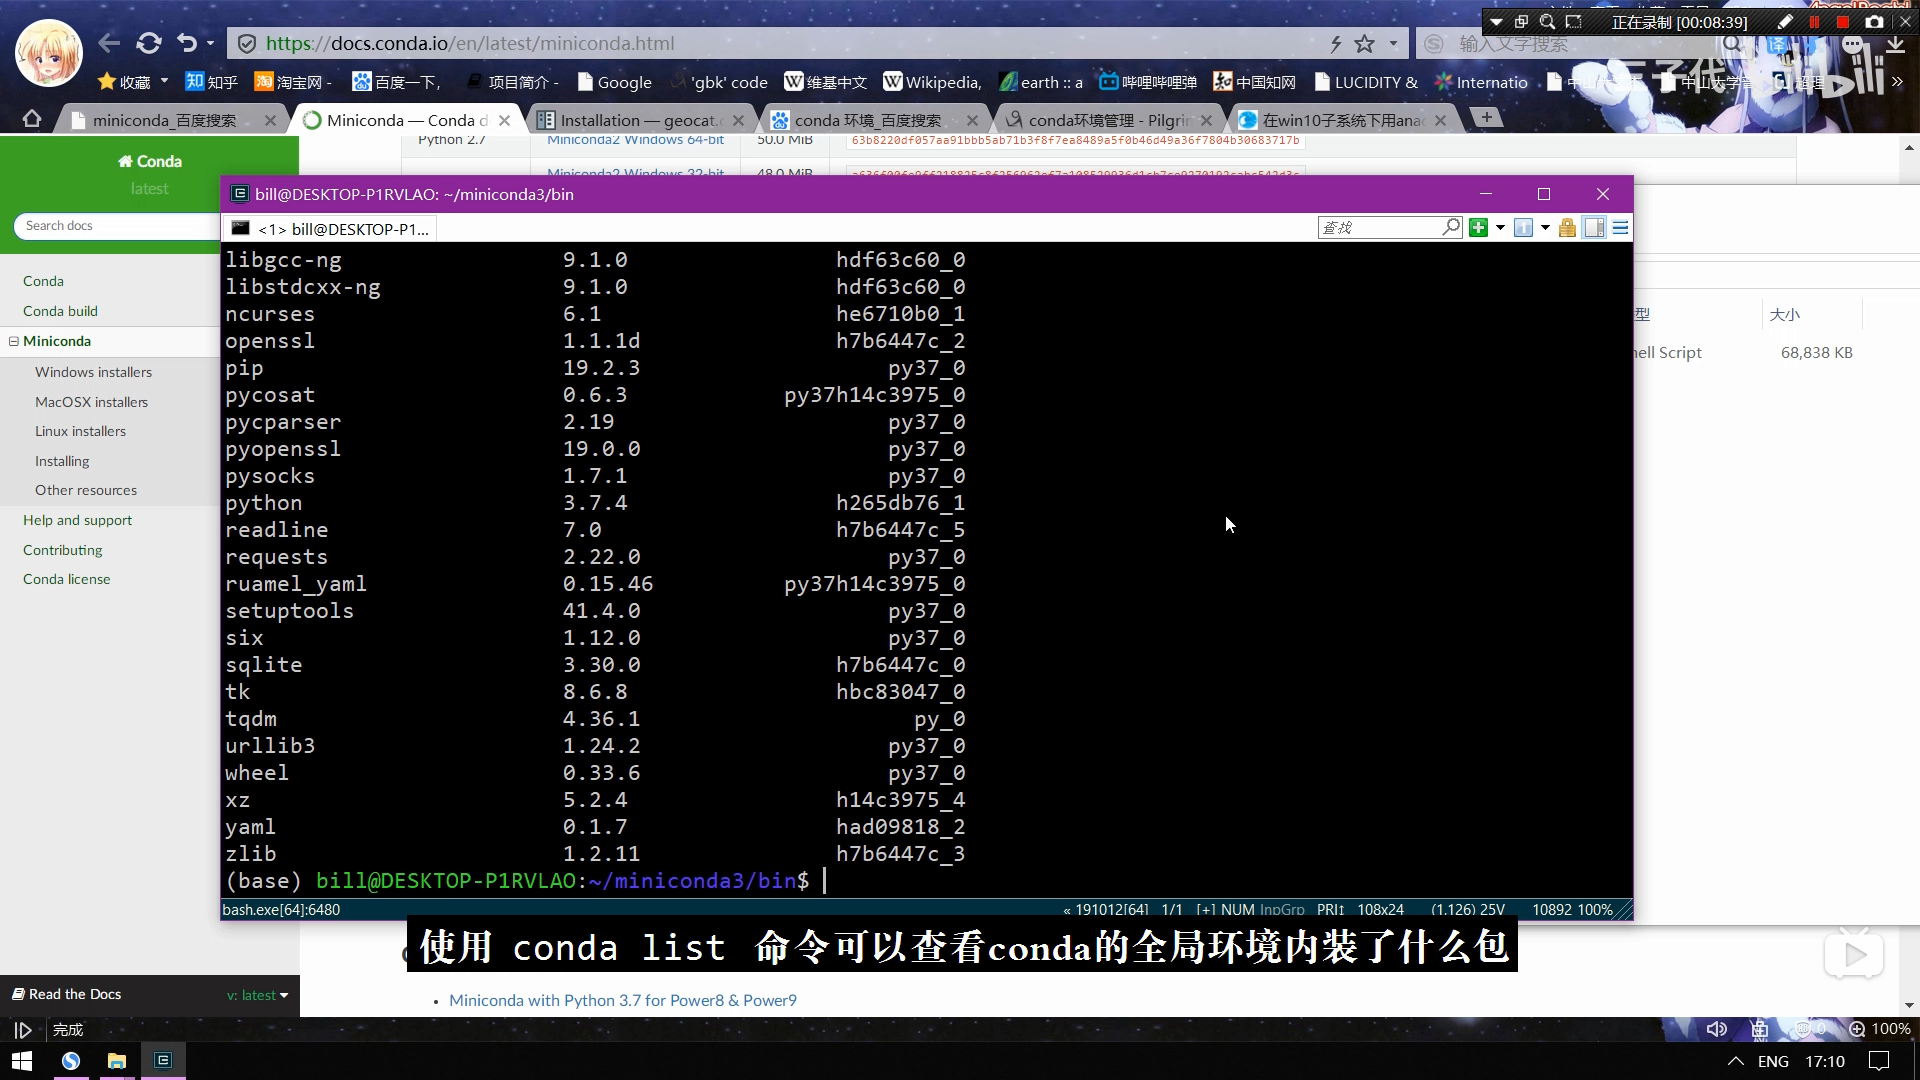 正在录制 [00:08:39]
https://docs.conda.io/en/latest/miniconda.html
输入文字搜索
收藏 知乎 淘宝网 - 百度一下, 项目简介 - Google 'gbk' code 维基中文 Wikipedia, earth :: a 哔哩哔哩弹 中国知网 LUCIDITY & Internatio
miniconda_百度搜索 Miniconda — Conda d Installation — geocat. conda 环境_百度搜索 conda环境管理 - Pilgrim 在win10子系统下用anac
Python 2.7 Miniconda2 Windows 64-bit 50.0 MiB 63b8220df057aa91bbb5ab71b3f8f7ea8489a5f0b46d49a36f7804b30683717b
Miniconda2 Windows 32-bit 48.0 MiB
Conda
latest
Search docs
Conda
Conda build
Miniconda
Windows installers
MacOSX installers
Linux installers
Installing
Other resources
Help and support
Contributing
Conda license
Read the Docs v: latest
bill@DESKTOP-P1RVLAO: ~/miniconda3/bin
<1> bill@DESKTOP-P1...
查找
libgcc-ng 9.1.0 hdf63c60_0
libstdcxx-ng 9.1.0 hdf63c60_0
ncurses 6.1 he6710b0_1
openssl 1.1.1d h7b6447c_2
pip 19.2.3 py37_0
pycosat 0.6.3 py37h14c3975_0
pycparser 2.19 py37_0
pyopenssl 19.0.0 py37_0
pysocks 1.7.1 py37_0
python 3.7.4 h265db76_1
readline 7.0 h7b6447c_5
requests 2.22.0 py37_0
ruamel_yaml 0.15.46 py37h14c3975_0
setuptools 41.4.0 py37_0
six 1.12.0 py37_0
sqlite 3.30.0 h7b6447c_0
tk 8.6.8 hbc83047_0
tqdm 4.36.1 py_0
urllib3 1.24.2 py37_0
wheel 0.33.6 py37_0
xz 5.2.4 h14c3975_4
yaml 0.1.7 had09818_2
zlib 1.2.11 h7b6447c_3
(base) bill@DESKTOP-P1RVLAO:~/miniconda3/bin$
bash.exe[64]:6480 « 191012[64] 1/1 [+] NUM InpGrp PRI↕ 108x24 (1,126) 25V 10892 100%
型 大小
hell Script 68,838 KB
使用 conda list 命令可以查看conda的全局环境内装了什么包
• Miniconda with Python 3.7 for Power8 & Power9
完成
0 100%
ENG 17:10